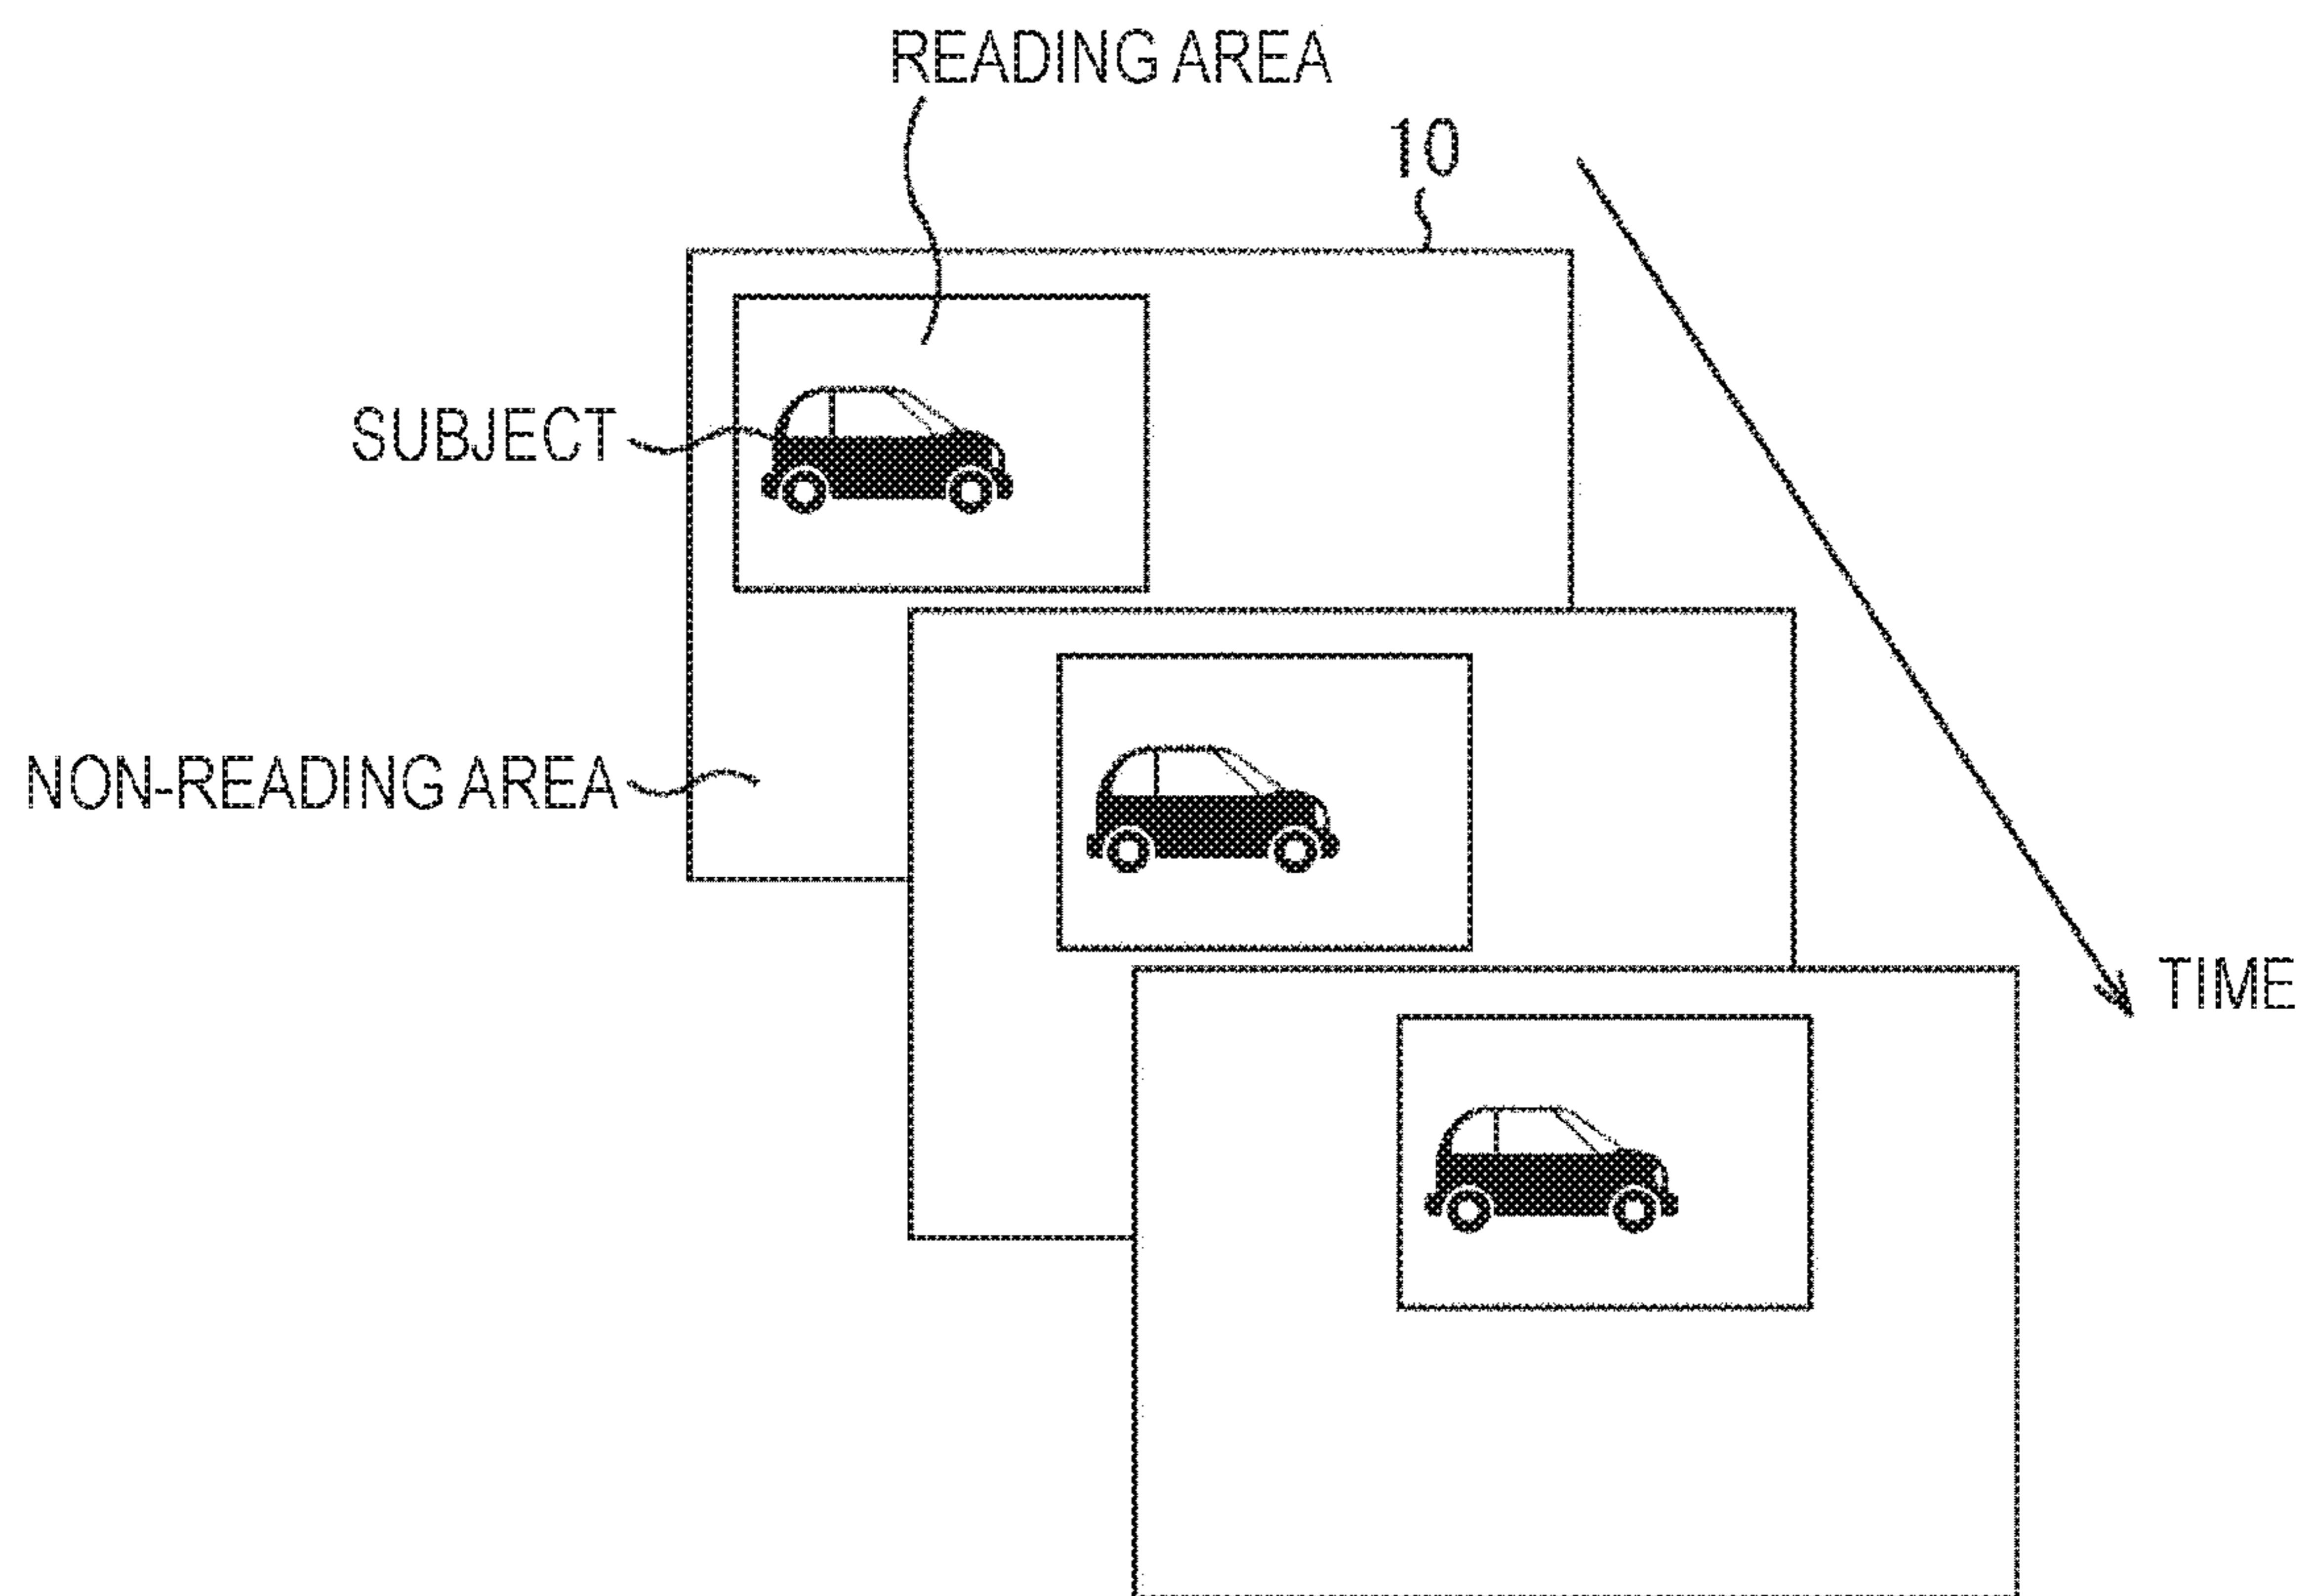 READING AREA
10
SUBJECT
NON-READING AREA
TIME